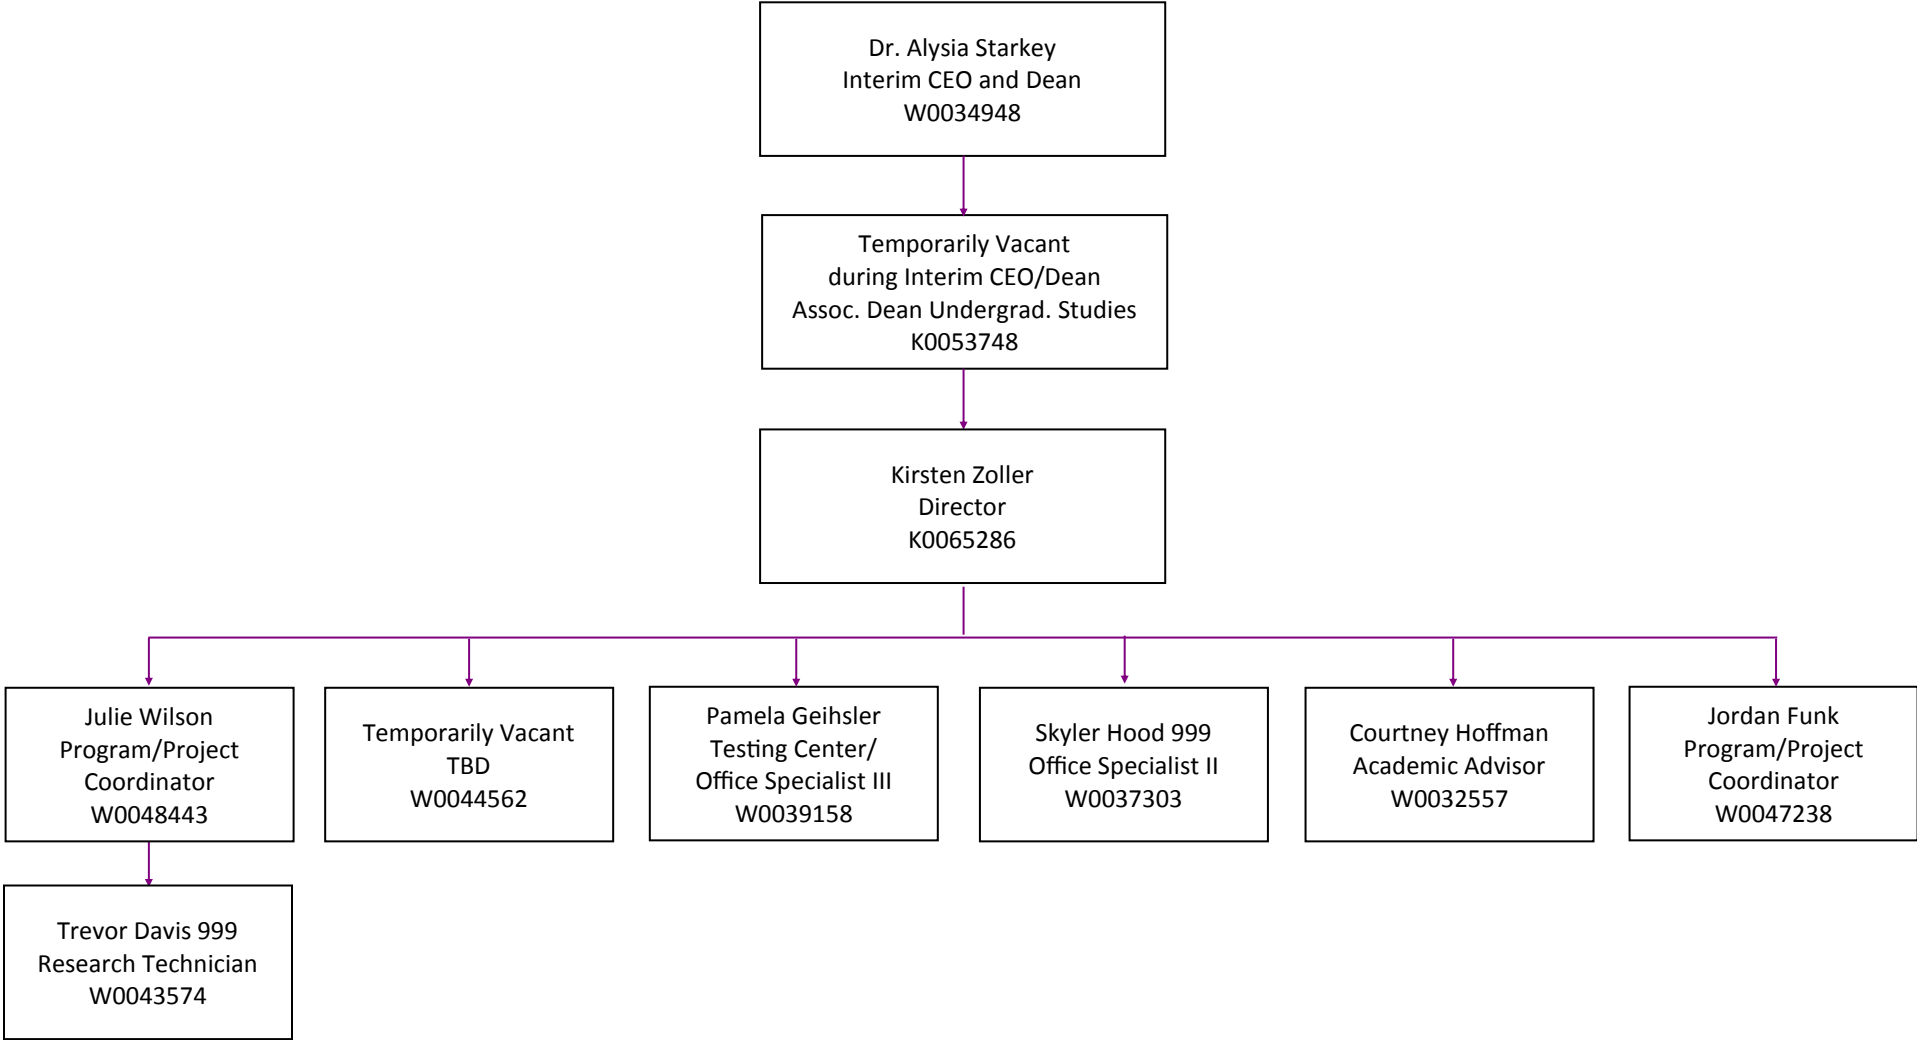 Dr. Alysia Starkey
Interim CEO and Dean
W0034948
Temporarily Vacant
during Interim CEO/Dean
Assoc. Dean Undergrad. Studies
K0053748
Kirsten Zoller
Director
K0065286
Julie Wilson
Program/Project
Coordinator
W0048443
Temporarily Vacant
TBD
W0044562
Pamela Geihsler
Testing Center/
Office Specialist III
W0039158
Skyler Hood 999
Office Specialist II
W0037303
Courtney Hoffman
Academic Advisor
W0032557
Jordan Funk
Program/Project
Coordinator
W0047238
Trevor Davis 999
Research Technician
W0043574